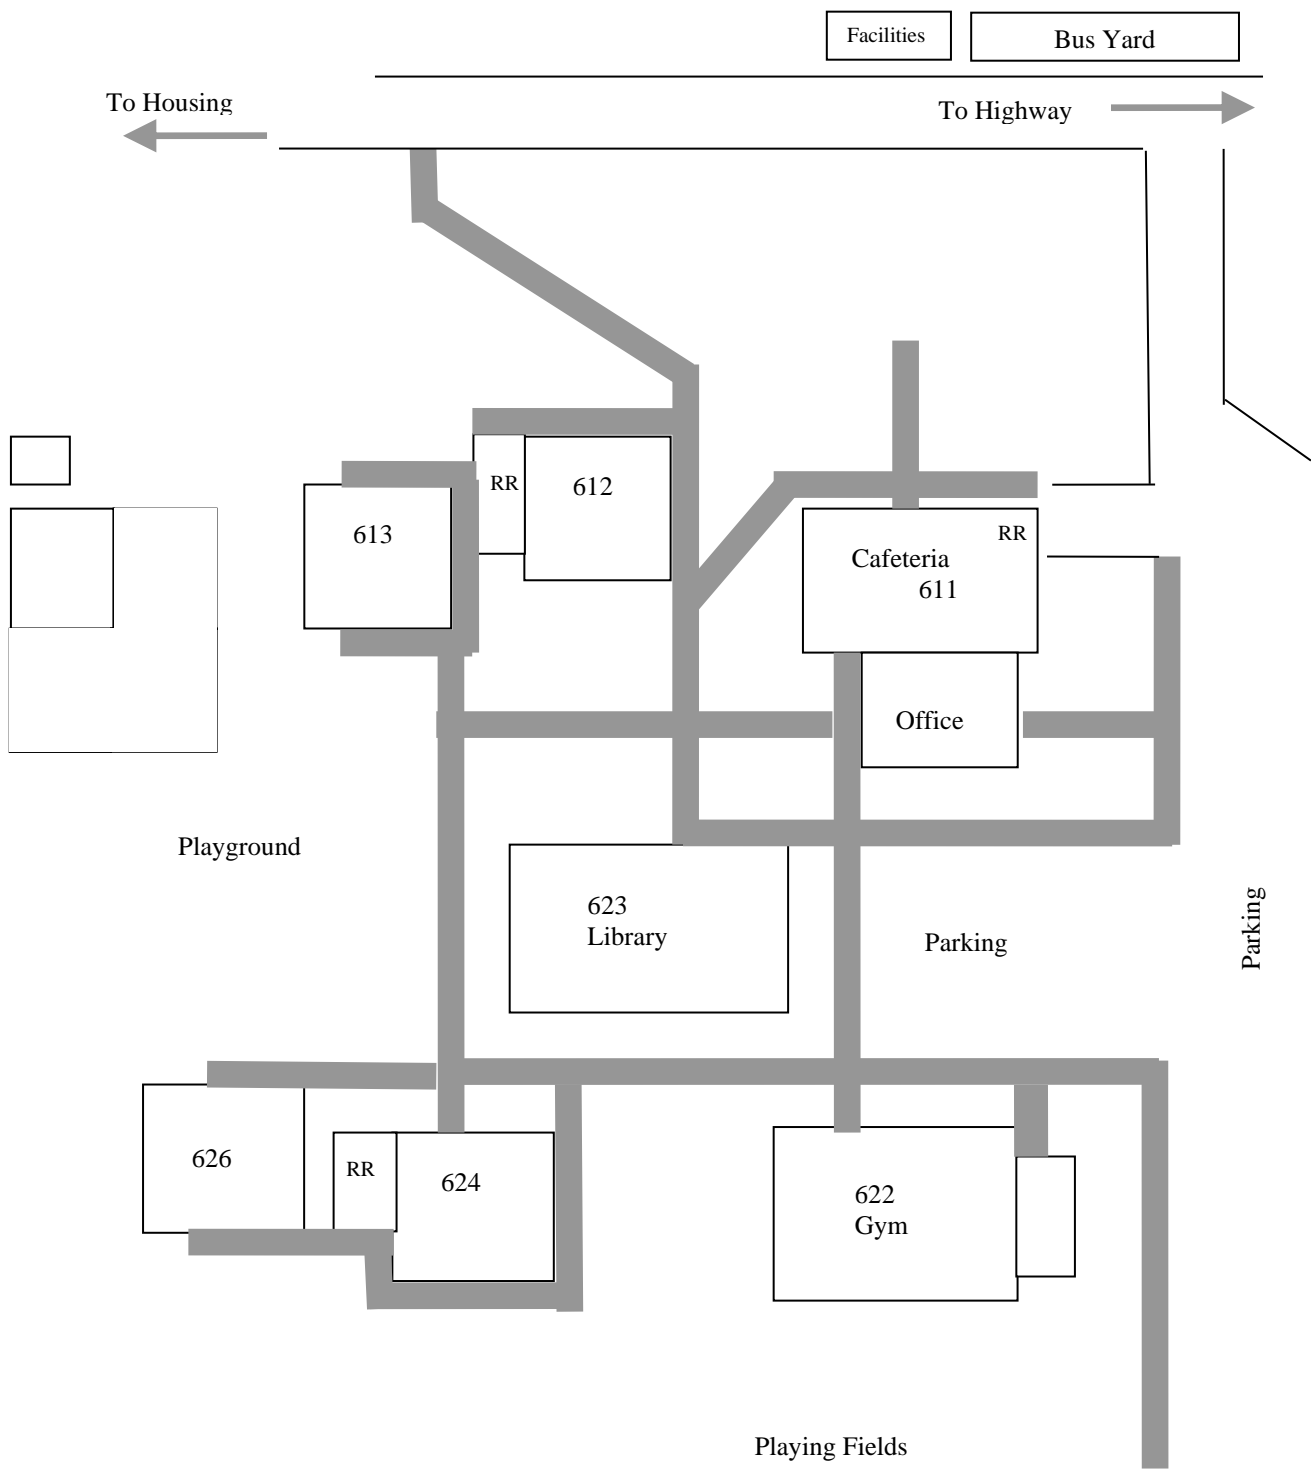 Facilities
Bus Yard
To Housing
To Highway
RR
612
613
RR
Cafeteria
611
Office
Playground
623
Library
Parking
Parking
626
RR
624
622
Gym
Playing Fields